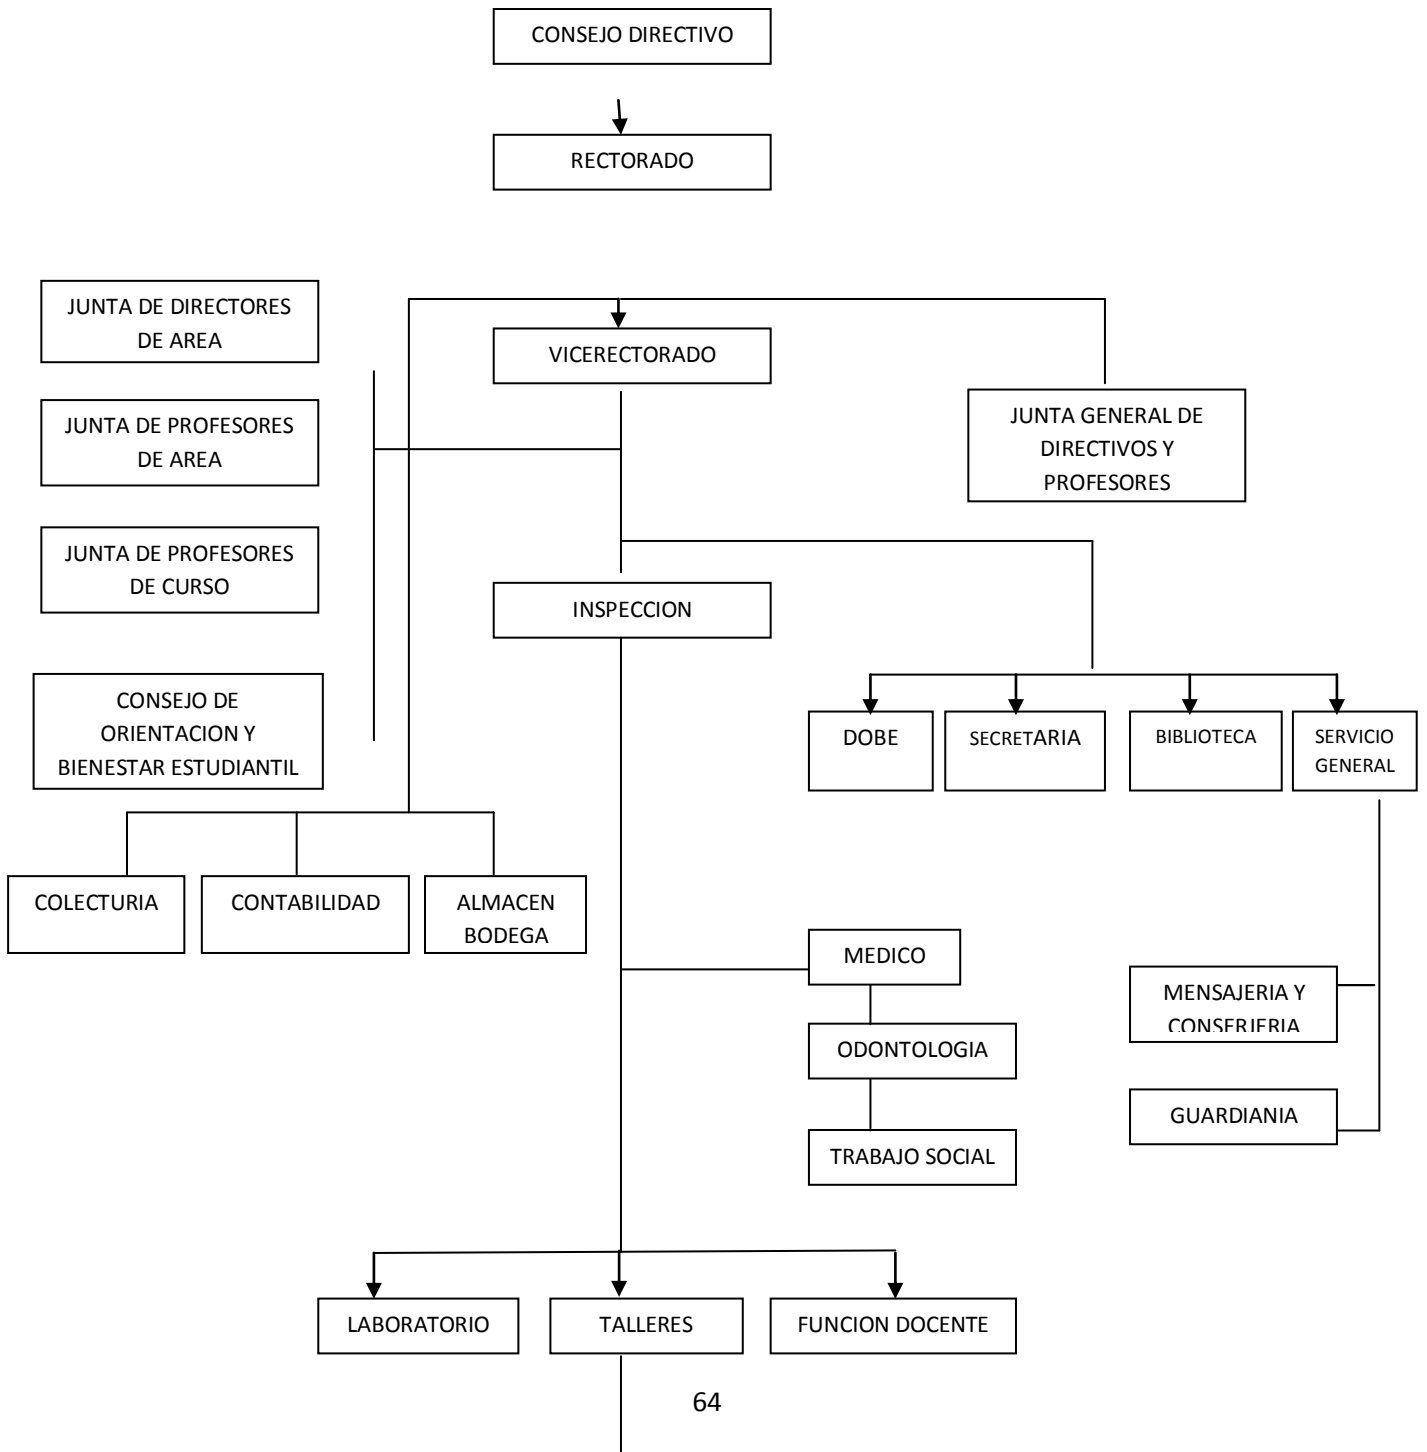 CONSEJO DIRECTIVO
RECTORADO
JUNTA DE DIRECTORES
DE AREA
VICERECTORADO
JUNTA DE PROFESORES
DE AREA
JUNTA GENERAL DE
DIRECTIVOS Y
PROFESORES
JUNTA DE PROFESORES
DE CURSO
INSPECCION
CONSEJO DE
ORIENTACION Y
BIENESTAR ESTUDIANTIL
DOBE
SECRETARIA
BIBLIOTECA
SERVICIO
GENERAL
COLECTURIA
CONTABILIDAD
ALMACEN
BODEGA
MEDICO
MENSAJERIA Y
CONSERJERIA
ODONTOLOGIA
GUARDIANIA
TRABAJO SOCIAL
LABORATORIO
TALLERES
FUNCION DOCENTE
64